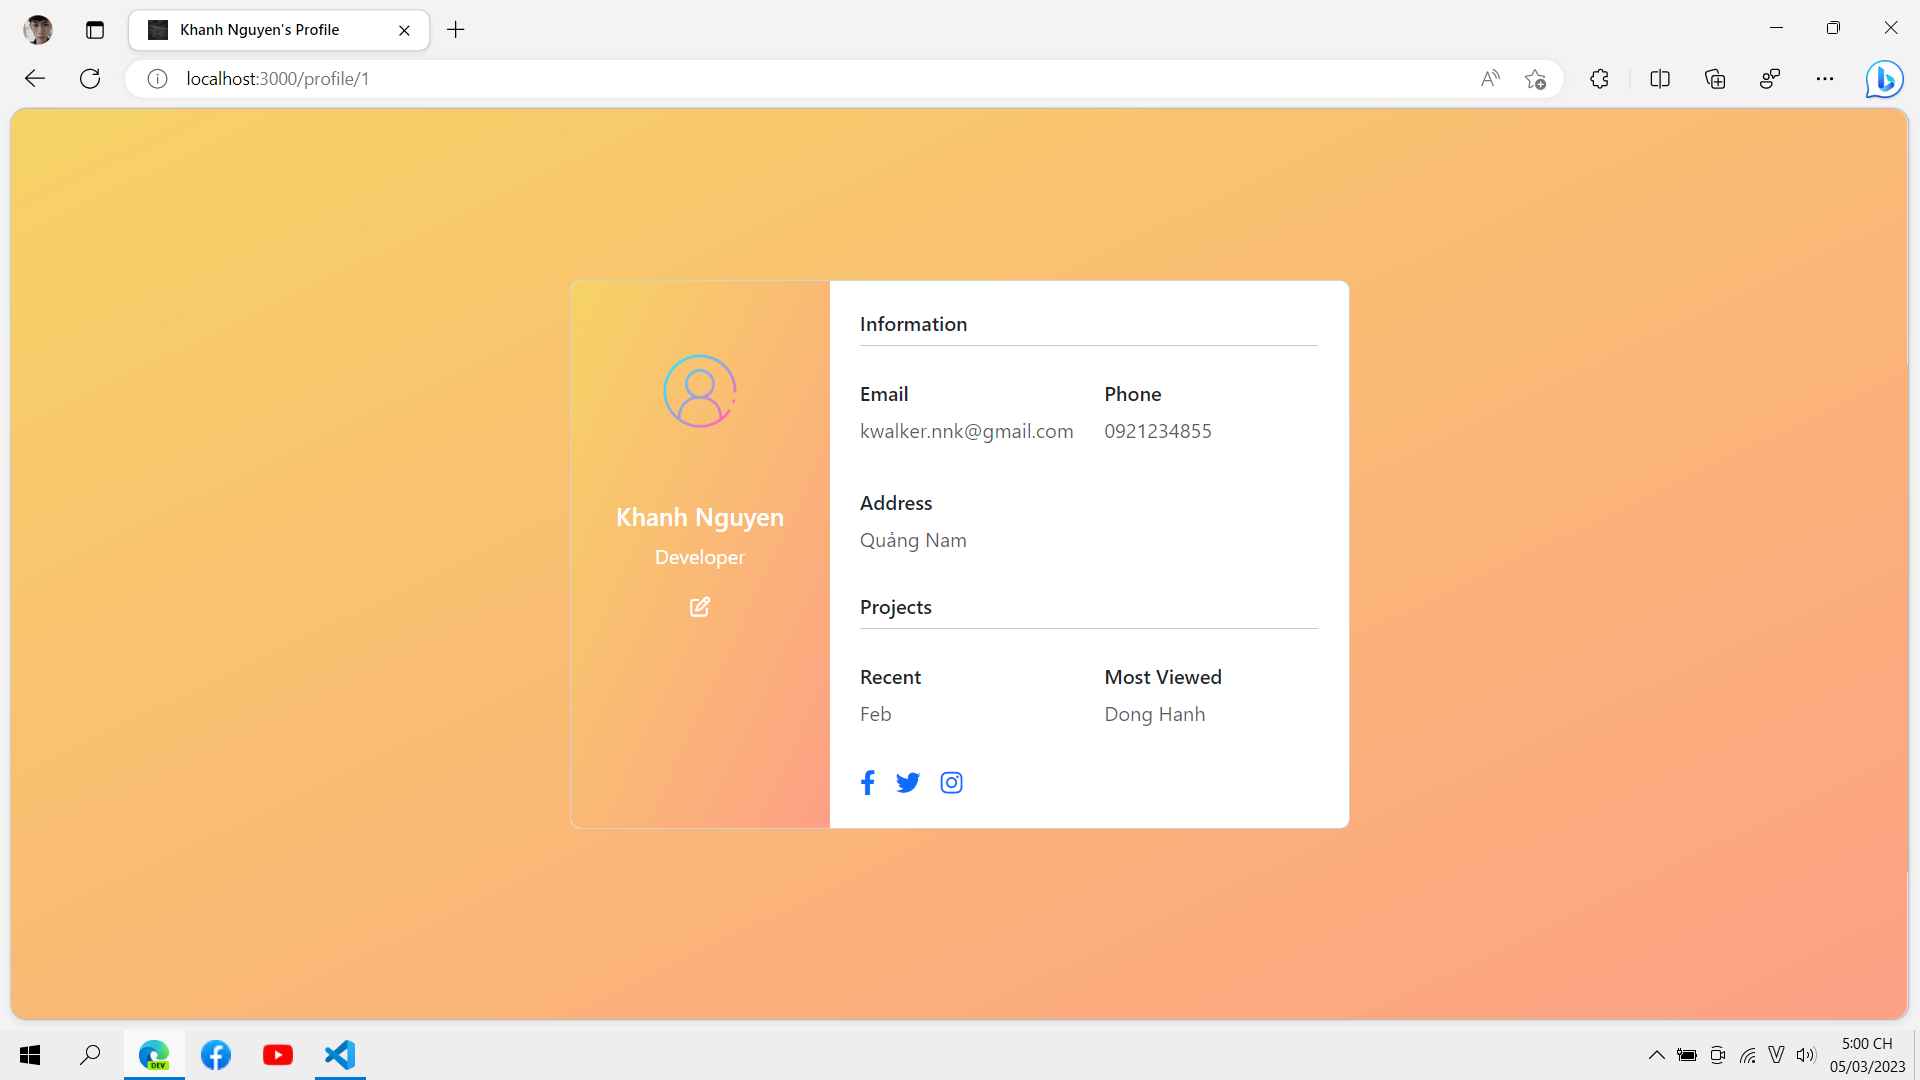 Khanh Nguyen's Profile
localhost:3000/profile/1
Khanh Nguyen
Developer
Information
Email
kwalker.nnk@gmail.com
Phone
0921234855
Address
Quảng Nam
Projects
Recent
Feb
Most Viewed
Dong Hanh
DEV
V
5:00 CH
05/03/2023